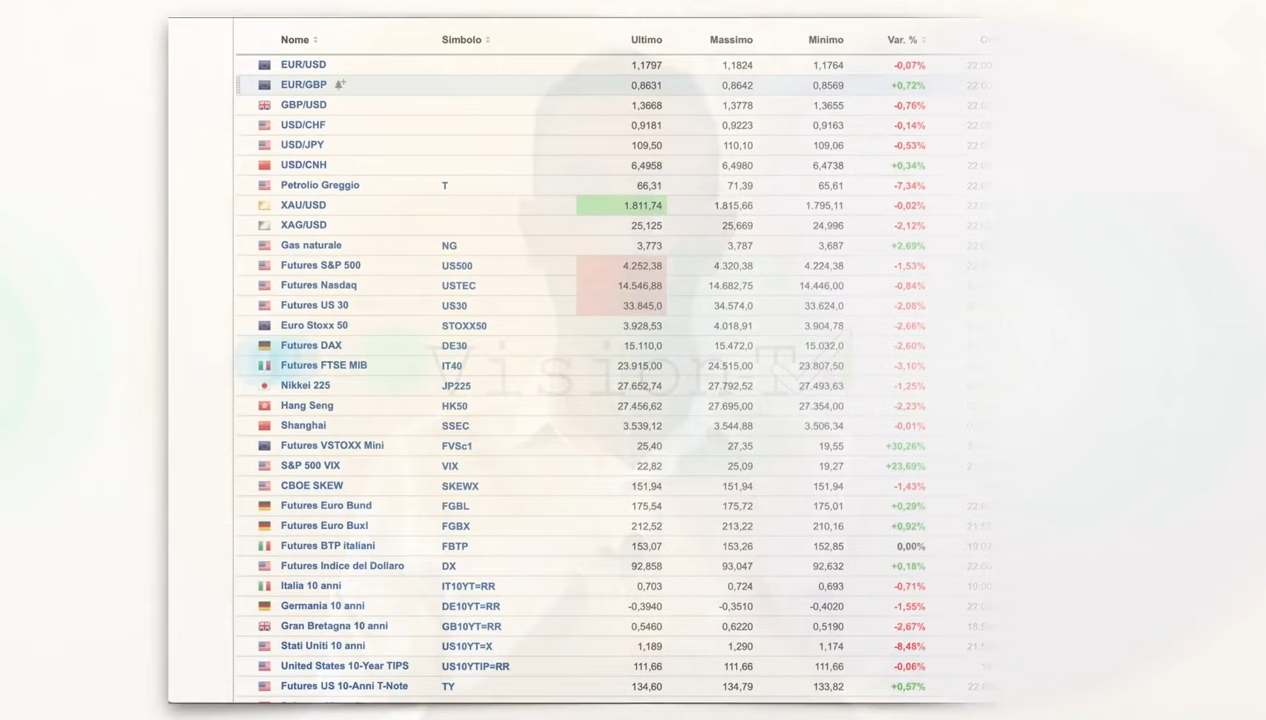 Nome Simbolo Ultimo Massimo Minimo Var. %
EUR/USD 1,1797 1,1824 1,1764 -0,07% 22:00
EUR/GBP 0,8631 0,8642 0,8569 +0,72% 22:00
GBP/USD 1,3668 1,3778 1,3655 -0,76%
USD/CHF 0,9181 0,9223 0,9163 -0,14%
USD/JPY 109,50 110,10 109,06 -0,53%
USD/CNH 6,4958 6,4980 6,4738 +0,34%
Petrolio Greggio T 66,31 71,39 65,61 -7,34%
XAU/USD 1.811,74 1.815,66 1.795,11 -0,02%
XAG/USD 25,125 25,669 24,996 -2,12%
Gas naturale NG 3,773 3,787 3,687 +2,69%
Futures S&P 500 US500 4.252,38 4.320,38 4.224,38 -1,53%
Futures Nasdaq USTEC 14.546,88 14.682,75 14.446,00 -0,84%
Futures US 30 US30 33.845,0 34.574,0 33.624,0 -2,08%
Euro Stoxx 50 STOXX50 3.928,53 4.018,91 3.904,78 -2,66%
Futures DAX DE30 15.110,0 15.472,0 15.032,0 -2,60%
Futures FTSE MIB IT40 23.915,00 24.515,00 23.807,50 -3,10%
Vision
Nikkei 225 JP225 27.652,74 27.792,52 27.493,63 -1,25%
Hang Seng HK50 27.456,62 27.695,00 27.354,00 -2,23%
Shanghai SSEC 3.539,12 3.544,88 3.506,34 -0,01%
Futures VSTOXX Mini FVSc1 25,40 27,35 19,55 +30,26%
S&P 500 VIX VIX 22,82 25,09 19,27 +23,69%
CBOE SKEW SKEWX 151,94 151,94 151,94 -1,43%
Futures Euro Bund FGBL 175,54 175,72 175,01 +0,29%
Futures Euro Buxl FGBX 212,52 213,22 210,16 +0,92%
Futures BTP italiani FBTP 153,07 153,26 152,85 0,00% 19:02
Futures Indice del Dollaro DX 92,858 93,047 92,632 +0,18%
Italia 10 anni IT10YT=RR 0,703 0,724 0,693 -0,71% 19:00
Germania 10 anni DE10YT=RR -0,3940 -0,3510 -0,4020 -1,55%
Gran Bretagna 10 anni GB10YT=RR 0,5460 0,6220 0,5190 -2,67%
Stati Uniti 10 anni US10YT=X 1,189 1,290 1,174 -8,48%
United States 10-Year TIPS US10YTIP=RR 111,66 111,66 111,66 -0,06%
Futures US 10-Anni T-Note TY 134,60 134,79 133,82 +0,57%